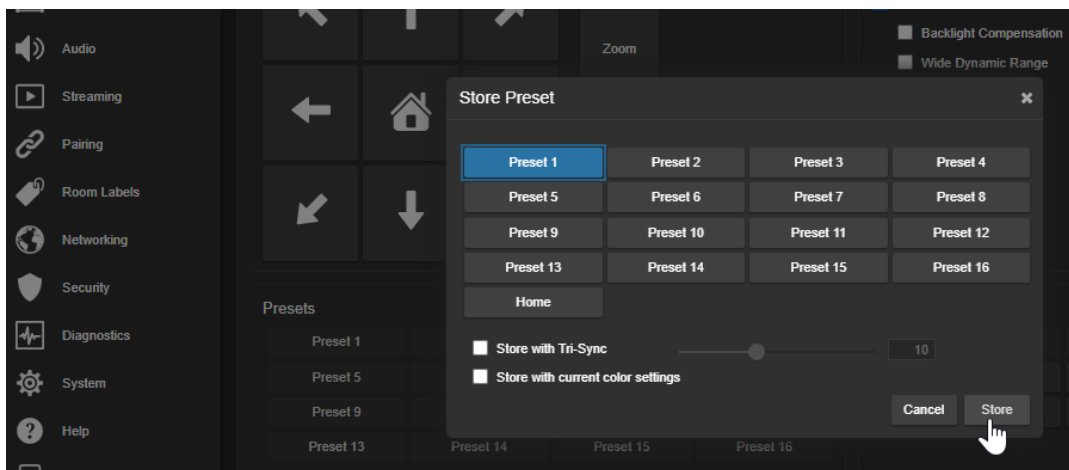 Audio
Streaming
Pairing
Room Labels
Networking
Security
Diagnostics
System
Help
Zoom
Backlight Compensation
Wide Dynamic Range
Store Preset
Preset 1 Preset 2 Preset 3 Preset 4
Preset 5 Preset 6 Preset 7 Preset 8
Preset 9 Preset 10 Preset 11 Preset 12
Preset 13 Preset 14 Preset 15 Preset 16
Home
Store with Tri-Sync 10
Store with current color settings
Cancel Store
Presets
Preset 1
Preset 5
Preset 9
Preset 13 Preset 14 Preset 15 Preset 16